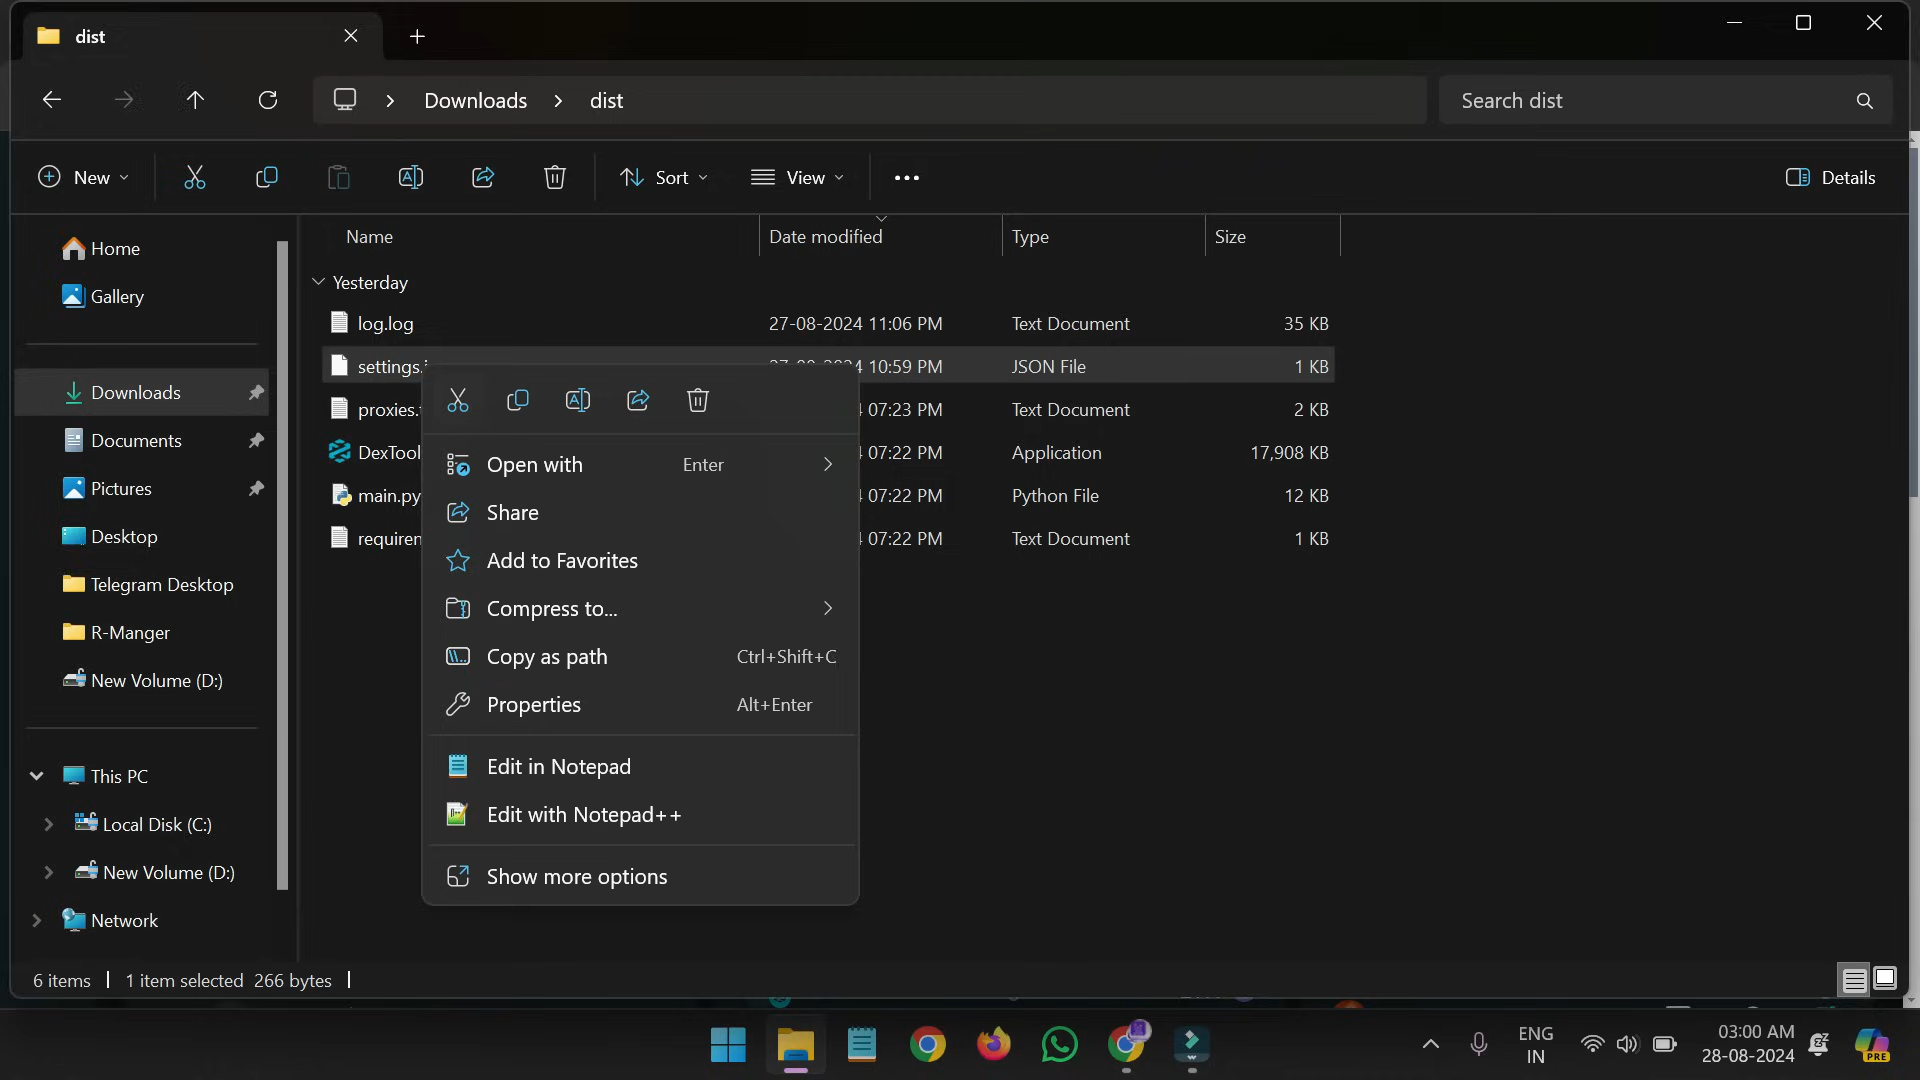 dist
Downloads
dist
Search dist
New
Sort
View
Details
Name
Date modified
Type
Size
Yesterday
log.log
27-08-2024 11:06 PM
Text Document
35 KB
settings.
10:59 PM
JSON File
1 KB
proxies.
07:23 PM
Text Document
2 KB
DexTool
07:22 PM
Application
17,908 KB
main.py
07:22 PM
Python File
12 KB
requirem
07:22 PM
Text Document
1 KB
Home
Gallery
Downloads
Documents
Pictures
Desktop
Telegram Desktop
R-Manger
New Volume (D:)
This PC
Local Disk (C:)
New Volume (D:)
Network
Open with Enter
Share
Add to Favorites
Compress to...
Copy as path Ctrl+Shift+C
Properties Alt+Enter
Edit in Notepad
Edit with Notepad++
Show more options
6 items
1 item selected 266 bytes
ENG
IN
03:00 AM
28-08-2024
PRE